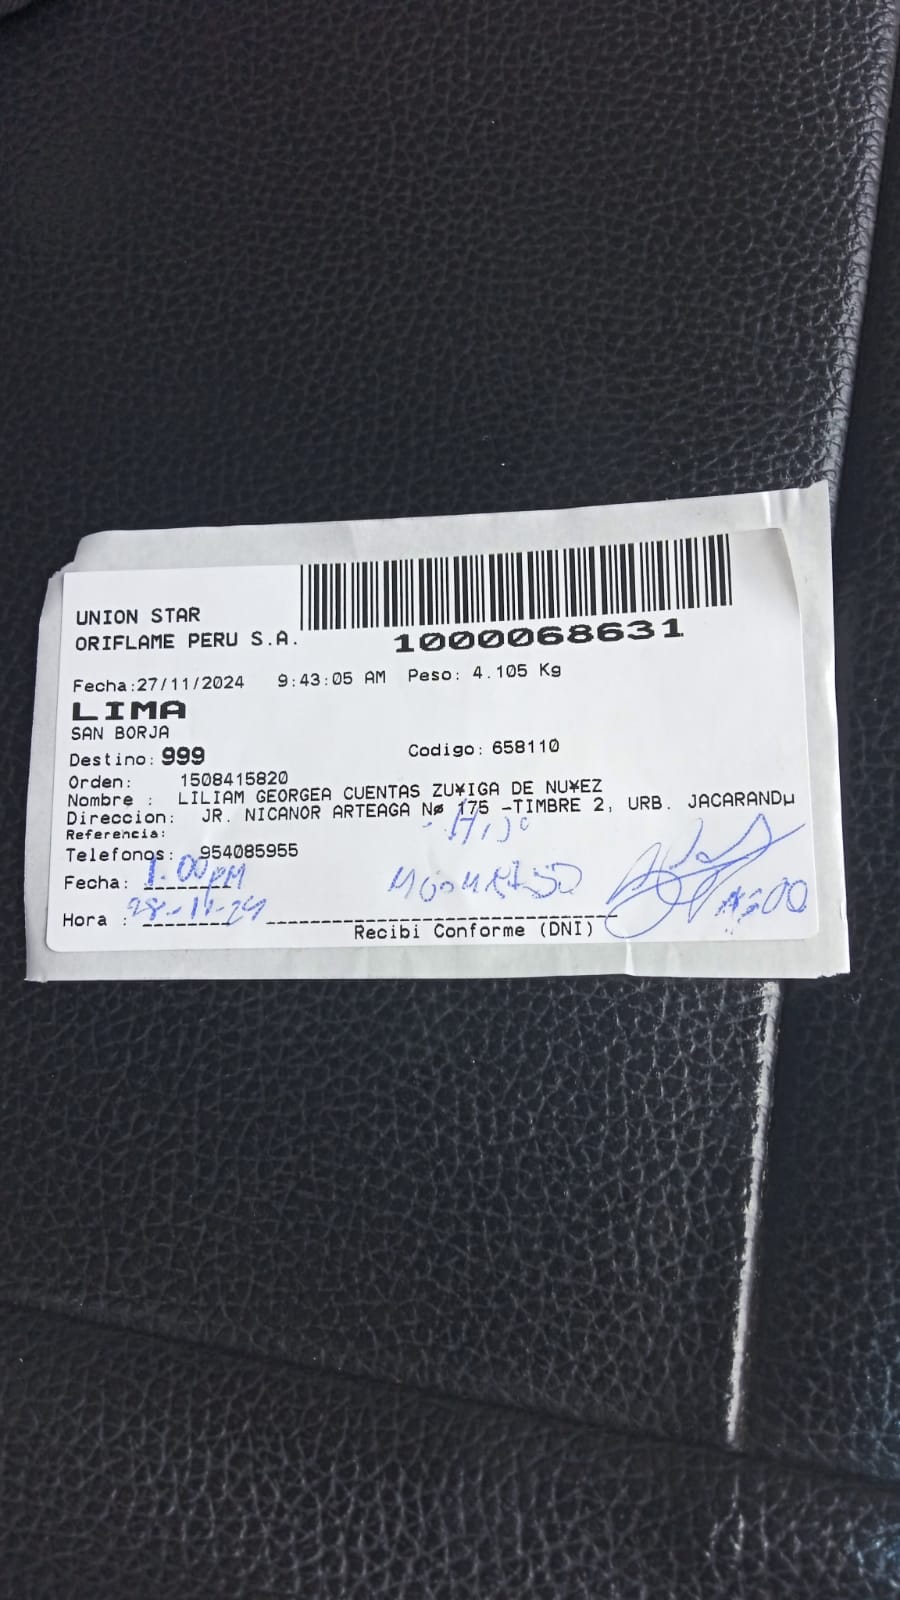 UNION STAR
ORIFLAME PERU S.A.
1000068631
Fecha:27/11/2024 9:43:05 AM Peso: 4.105 Kg
LIMA
SAN BORJA
Destino: 999 Codigo: 658110
Orden: 1508415820
Nombre : LILIAM GEORGEA CUENTAS ZU¥IGA DE NU¥EZ
Direccion: JR. NICANOR ARTEAGA Nø 175 -TIMBRE 2, URB. JACARANDµ
Referencia:
- Hijo
Telefonos: 954085955
Fecha: 1.00PM
Hora : 28-11-24
Recibi Conforme (DNI)